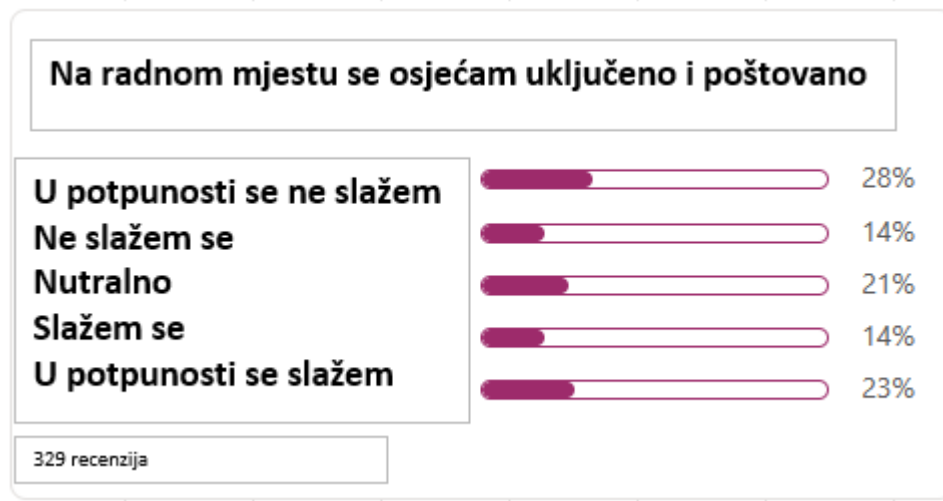 Na radnom mjestu se osjećam uključeno i poštovano
U potpunosti se ne slažem 28%
Ne slažem se 14%
Nutralno 21%
Slažem se 14%
U potpunosti se slažem 23%
329 recenzija